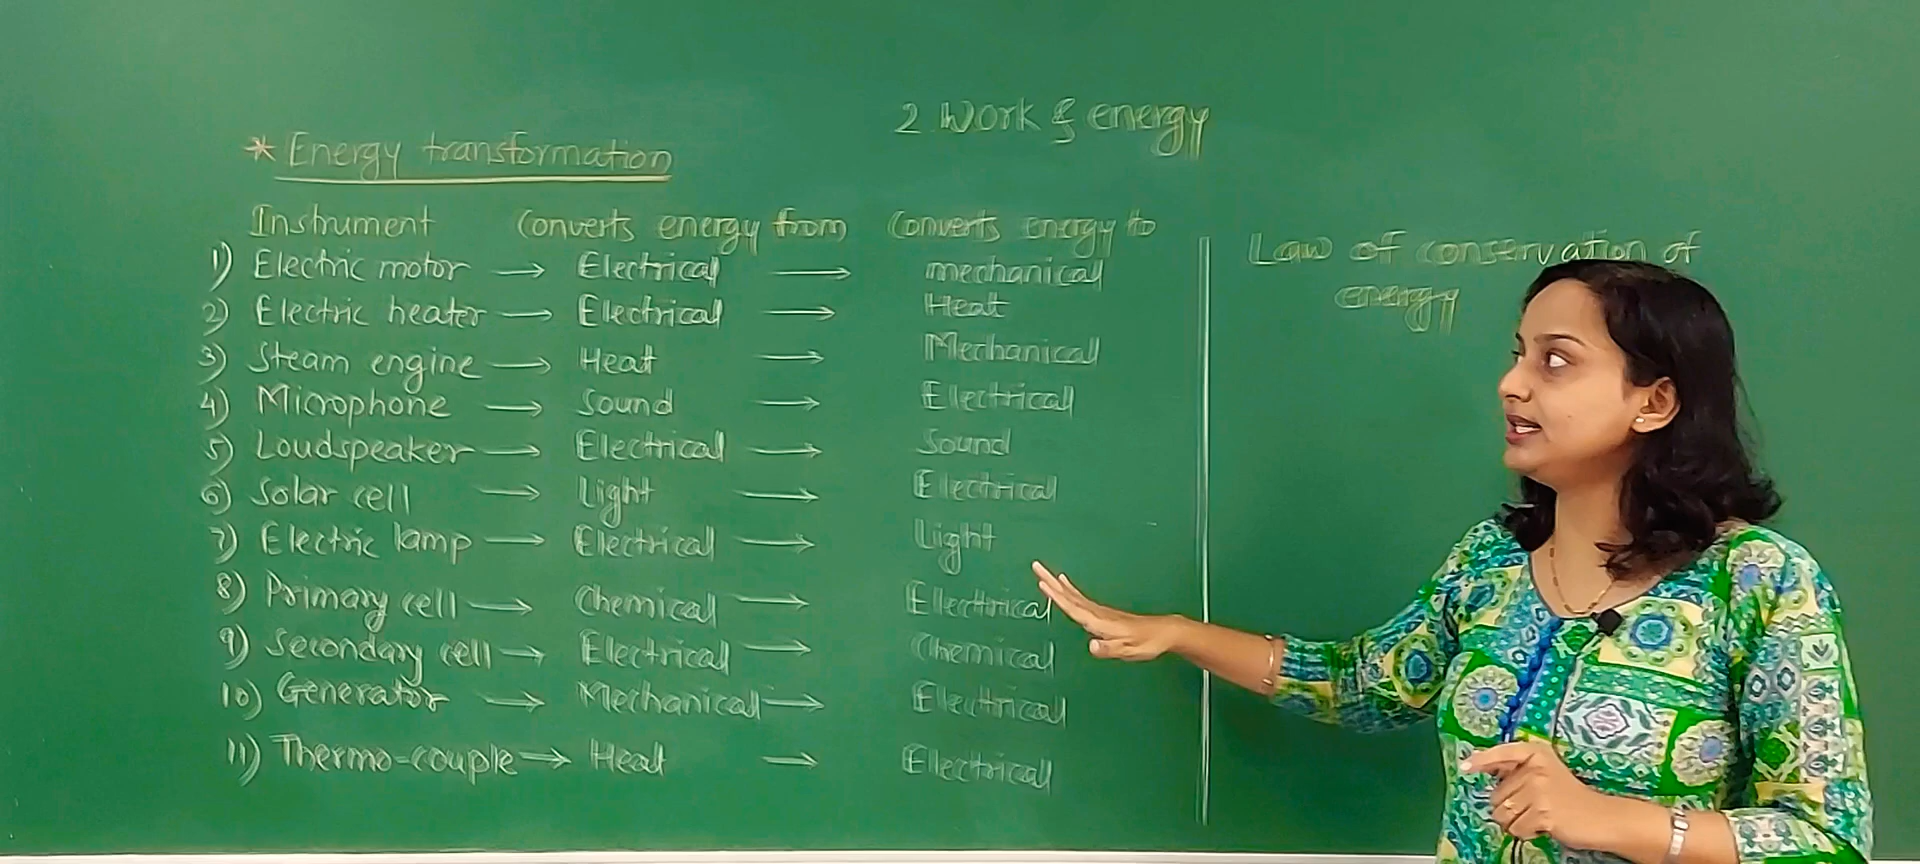 2. Work & energy
* Energy transformation
Instrument Converts energy from Converts energy to
1) Electric motor → Electrical → mechanical
2) Electric heater → Electrical → Heat
3) Steam engine → Heat → Mechanical
4) Microphone → Sound → Electrical
5) Loudspeaker → Electrical → Sound
6) Solar cell → Light → Electrical
7) Electric lamp → Electrical → Light
8) Primary cell → Chemical → Electrical
9) Secondary cell → Electrical → Chemical
10) Generator → Mechanical → Electrical
11) Thermo-couple → Heat → Electrical
Law of conservation of
energy